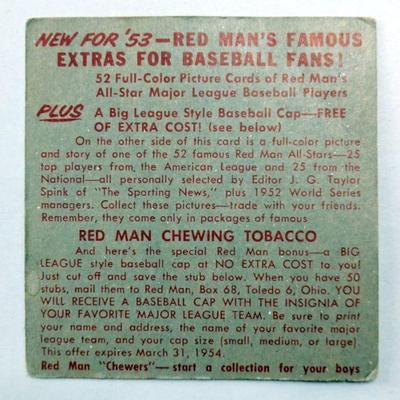 NEW FOR '53—RED MAN'S FAMOUS
EXTRAS FOR BASEBALL FANS!
52 Full-Color Picture Cards of Red Man's
All-Star Major League Baseball Players
PLUS A Big League Style Baseball Cap—FREE
OF EXTRA COST! (see below)
On the other side of this card is a full-color picture
and story of one of the 52 famous Red Man All-Stars—25
top players from the American League and 25 from the
National—all personally selected by Editor J. G. Taylor
Spink of "The Sporting News," plus 1952 World Series
managers. Collect these pictures—trade with your friends.
Remember, they come only in packages of famous
RED MAN CHEWING TOBACCO
And here's the special Red Man bonus—a BIG
LEAGUE style baseball cap at NO EXTRA COST to you!
Just cut off and save the stub below. When you have 50
stubs, mail them to Red Man, Box 68, Toledo 6, Ohio. YOU
WILL RECEIVE A BASEBALL CAP WITH THE INSIGNIA OF
YOUR FAVORITE MAJOR LEAGUE TEAM. Be sure to print
your name and address, the name of your favorite major
league team, and your cap size (small, medium, or large).
This offer expires March 31, 1954.
Red Man "Chewers"—start a collection for your boys